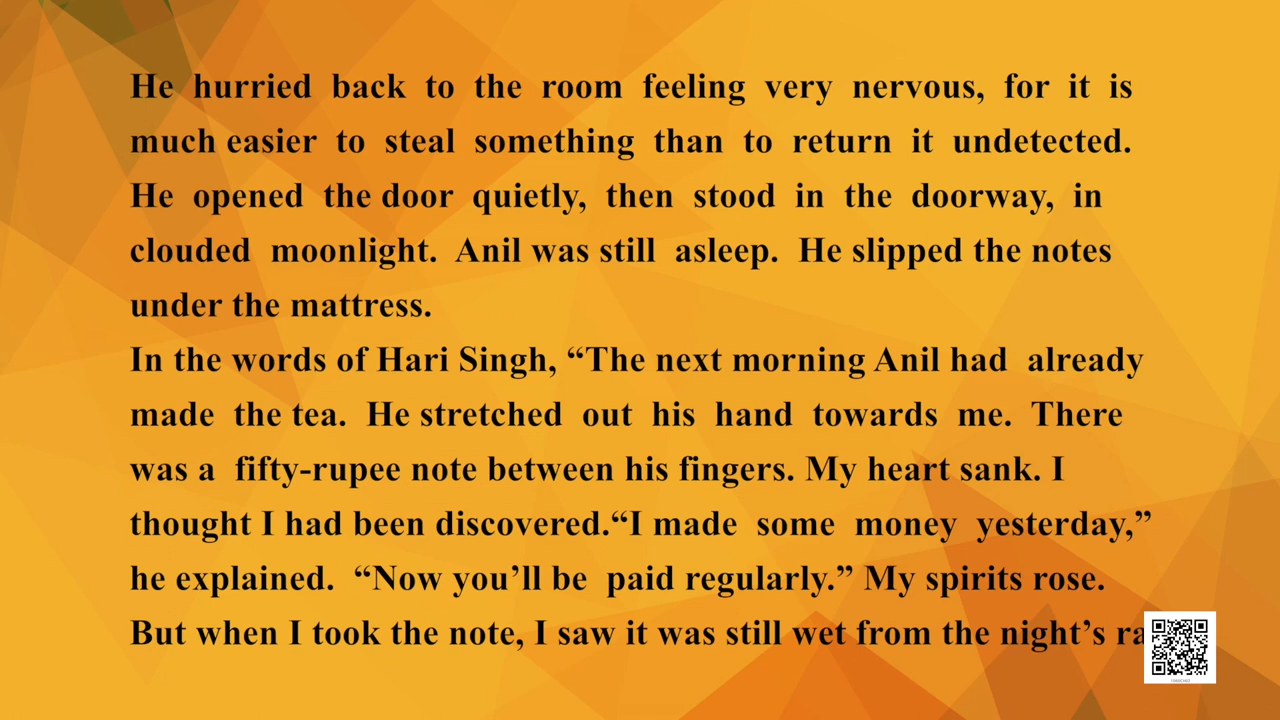 He hurried back to the room feeling very nervous, for it is
much easier to steal something than to return it undetected.
He opened the door quietly, then stood in the doorway, in
clouded moonlight. Anil was still asleep. He slipped the notes
under the mattress.
In the words of Hari Singh, “The next morning Anil had already
made the tea. He stretched out his hand towards me. There
was a fifty-rupee note between his fingers. My heart sank. I
thought I had been discovered.“I made some money yesterday,”
he explained. “Now you’ll be paid regularly.” My spirits rose.
But when I took the note, I saw it was still wet from the night’s